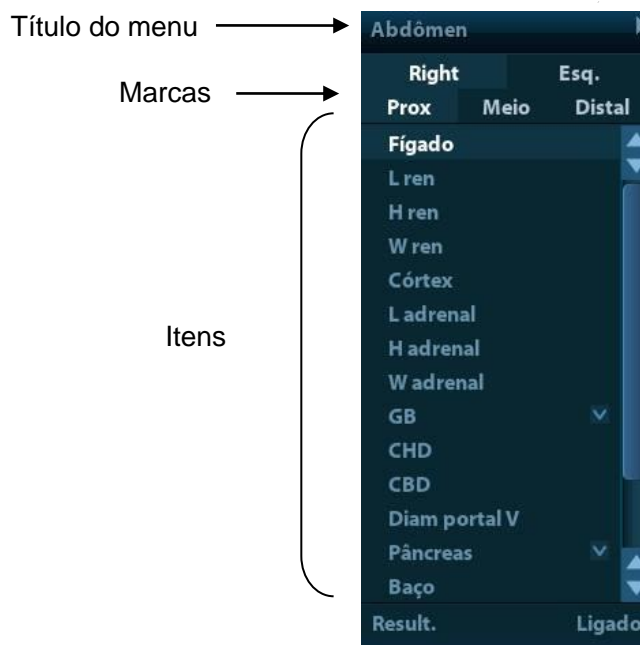 Título do menu
Abdômen
Right Esq.
Marcas
Prox Meio Distal
Fígado
L ren
H ren
W ren
Córtex
L adrenal
Itens
H adrenal
W adrenal
GB
CHD
CBD
Diam portal V
Pâncreas
Baço
Result. Ligado